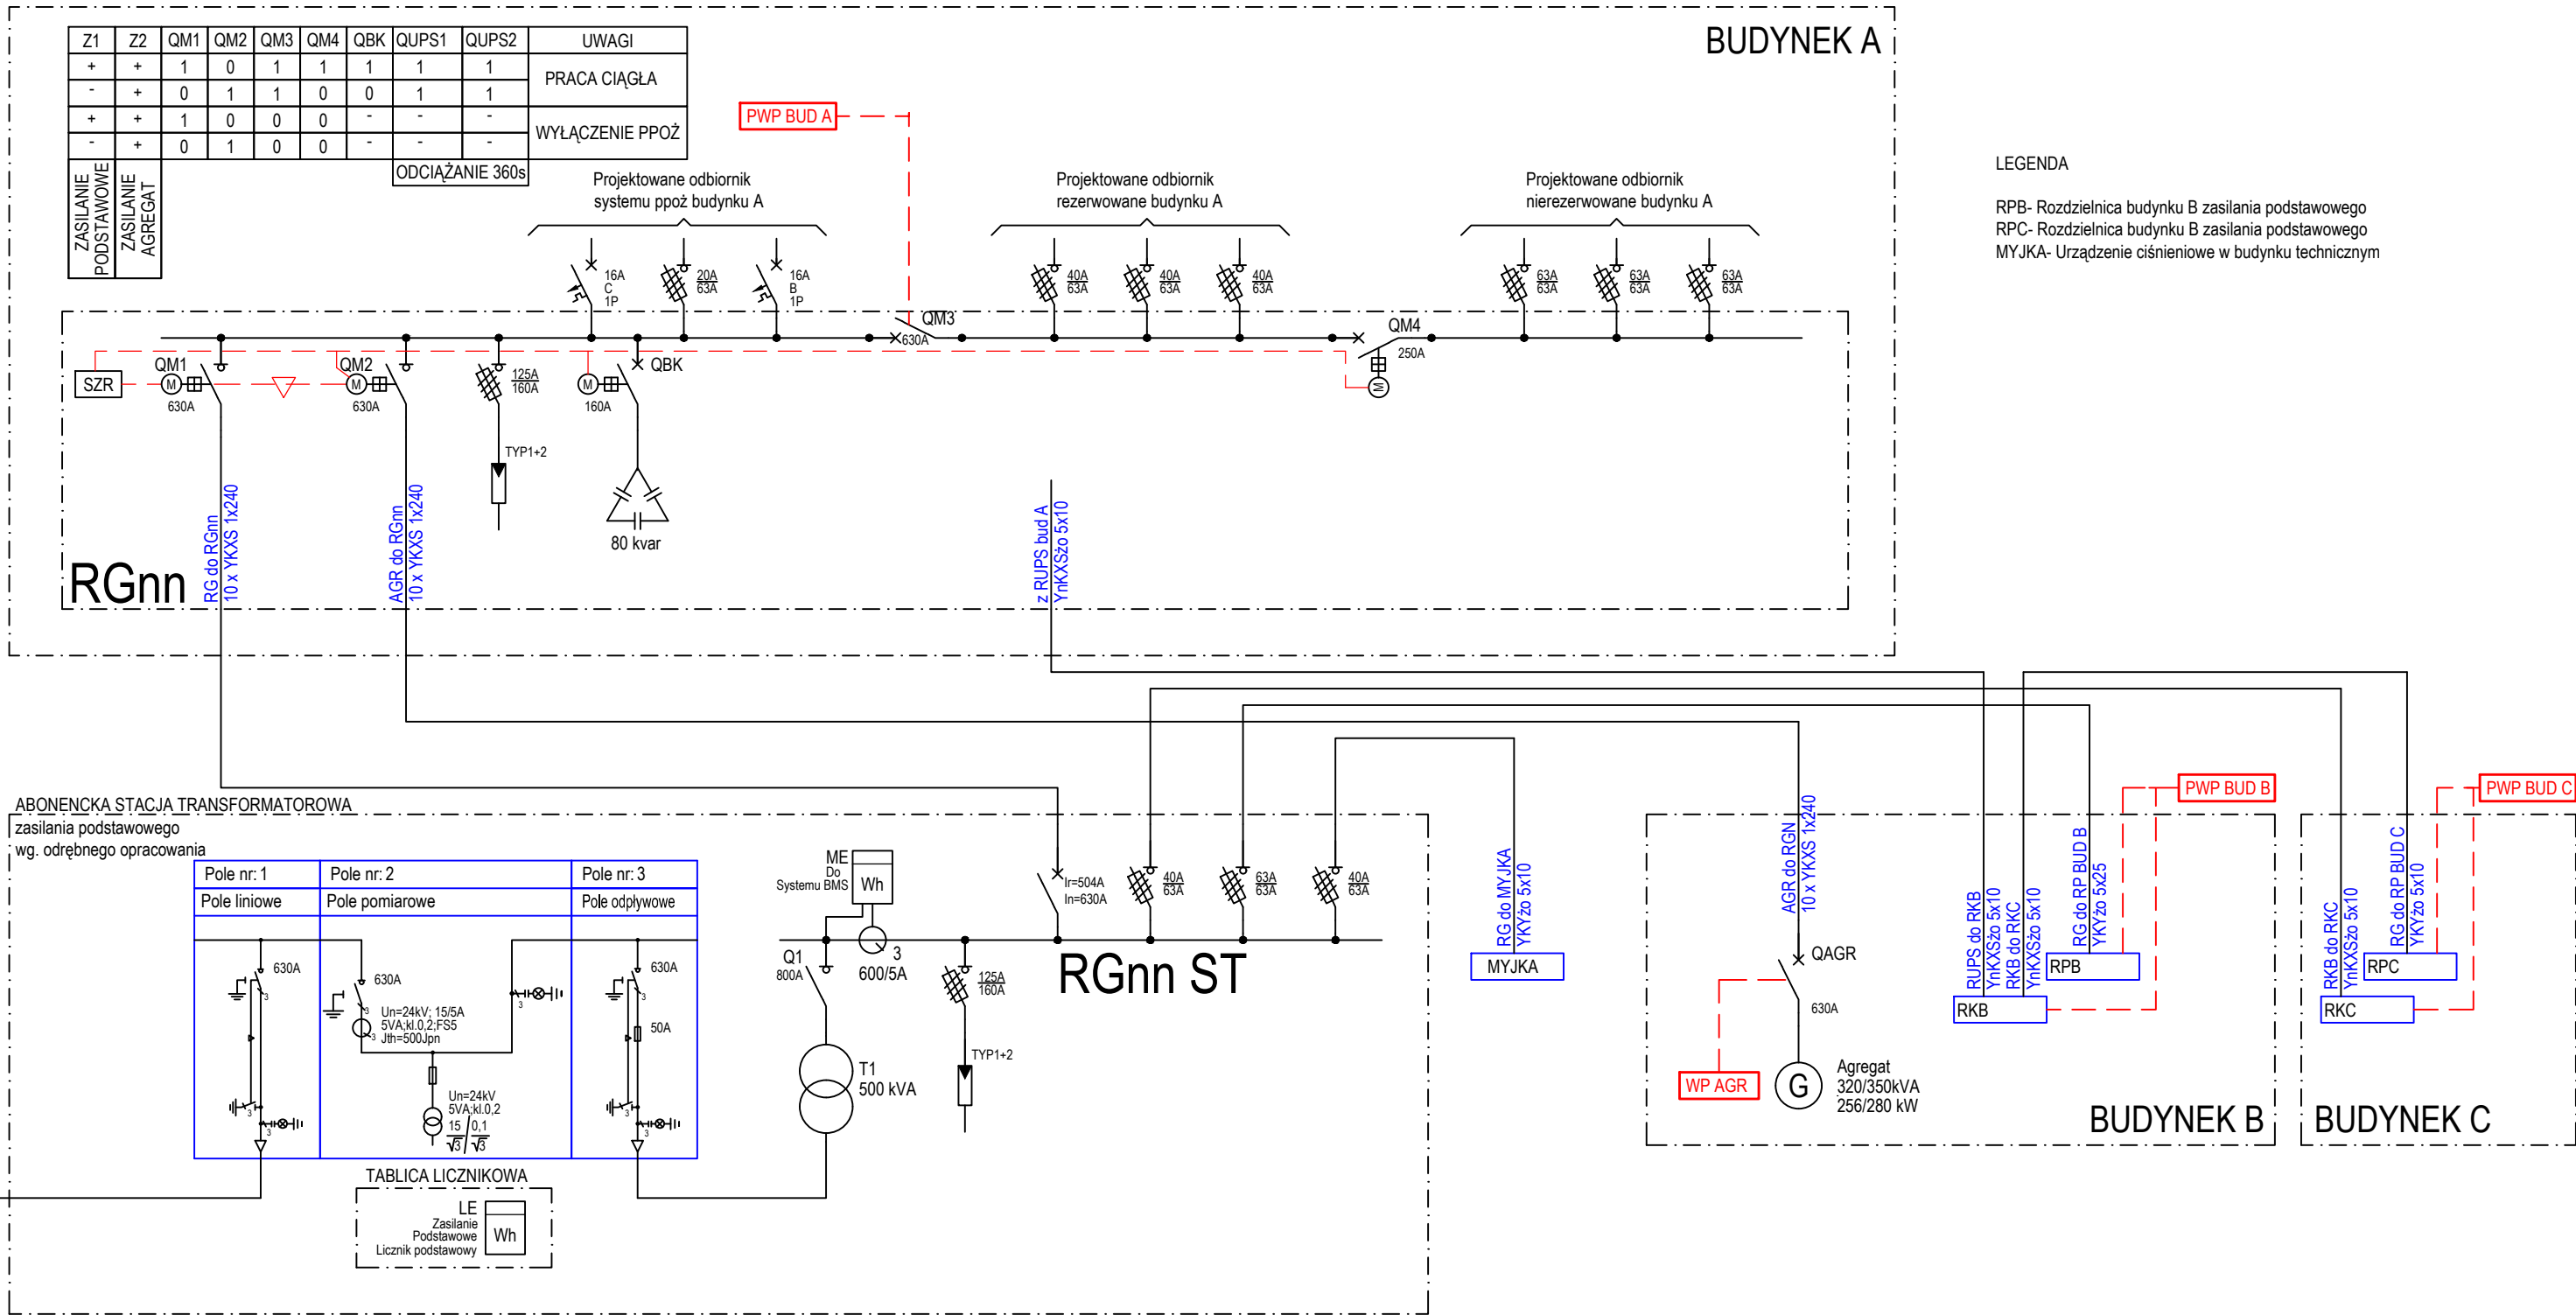 Z1 Z2 QM1 QM2 QM3 QM4 QBK QUPS1 QUPS2 UWAGI
+ + 1 0 1 1 1 1 1 PRACA CIĄGŁA
- + 0 1 1 0 0 1 1
+ + 1 0 0 0 - - - WYŁĄCZENIE PPOŻ
- + 0 1 0 0 - - -
ZASILANIE
PODSTAWOWE
ZASILANIE
AGREGAT
ODCIĄŻANIE 360s
PWP BUD A
BUDYNEK A
LEGENDA
RPB- Rozdzielnica budynku B zasilania podstawowego
RPC- Rozdzielnica budynku B zasilania podstawowego
MYJKA- Urządzenie ciśnieniowe w budynku technicznym
Projektowane odbiornik
systemu ppoż budynku A
Projektowane odbiornik
rezerwowane budynku A
Projektowane odbiornik
nierezerwowane budynku A
16A
C
1P
20A
63A
16A
B
1P
40A
63A
40A
63A
40A
63A
63A
63A
63A
63A
63A
63A
QM3
630A
QM4
250A
M
SZR
QM1
M
630A
QM2
M
630A
125A
160A
TYP1+2
QBK
M
160A
80 kvar
RGnn
RG do RGnn
10 x YKXS 1x240
AGR do RGnn
10 x YKXS 1x240
z RUPS bud A
YnKXSżo 5x10
ABONENCKA STACJA TRANSFORMATOROWA
zasilania podstawowego
wg. odrębnego opracowania
Pole nr: 1 Pole nr: 2 Pole nr: 3
Pole liniowe Pole pomiarowe Pole odpływowe
630A
3
3
3
630A
3
Un=24kV; 15/5A
5VA;kl.0,2;FS5
Jth=500Jpn
3
3
Un=24kV
5VA;kl.0,2
15 / 0,1
√3 / √3
630A
3
50A
3
3
TABLICA LICZNIKOWA
LE
Zasilanie
Podstawowe
Licznik podstawowy
Wh
ME
Do
Systemu BMS
Wh
Q1
800A
3
600/5A
T1
500 kVA
125A
160A
TYP1+2
Ir=504A
In=630A
40A
63A
63A
63A
40A
63A
RGnn ST
RG do MYJKA
YKYżo 5x10
MYJKA
AGR do RGN
10 x YKXS 1x240
QAGR
630A
WP AGR
G
Agregat
320/350kVA
256/280 kW
RUPS do RKB
YnKXSżo 5x10
RKB do RKC
YnKXSżo 5x10
RG do RP BUD B
YKYżo 5x25
RPB
RKB
PWP BUD B
BUDYNEK B
RKB do RKC
YnKXSżo 5x10
RG do RP BUD C
YKYżo 5x10
RPC
RKC
PWP BUD C
BUDYNEK C